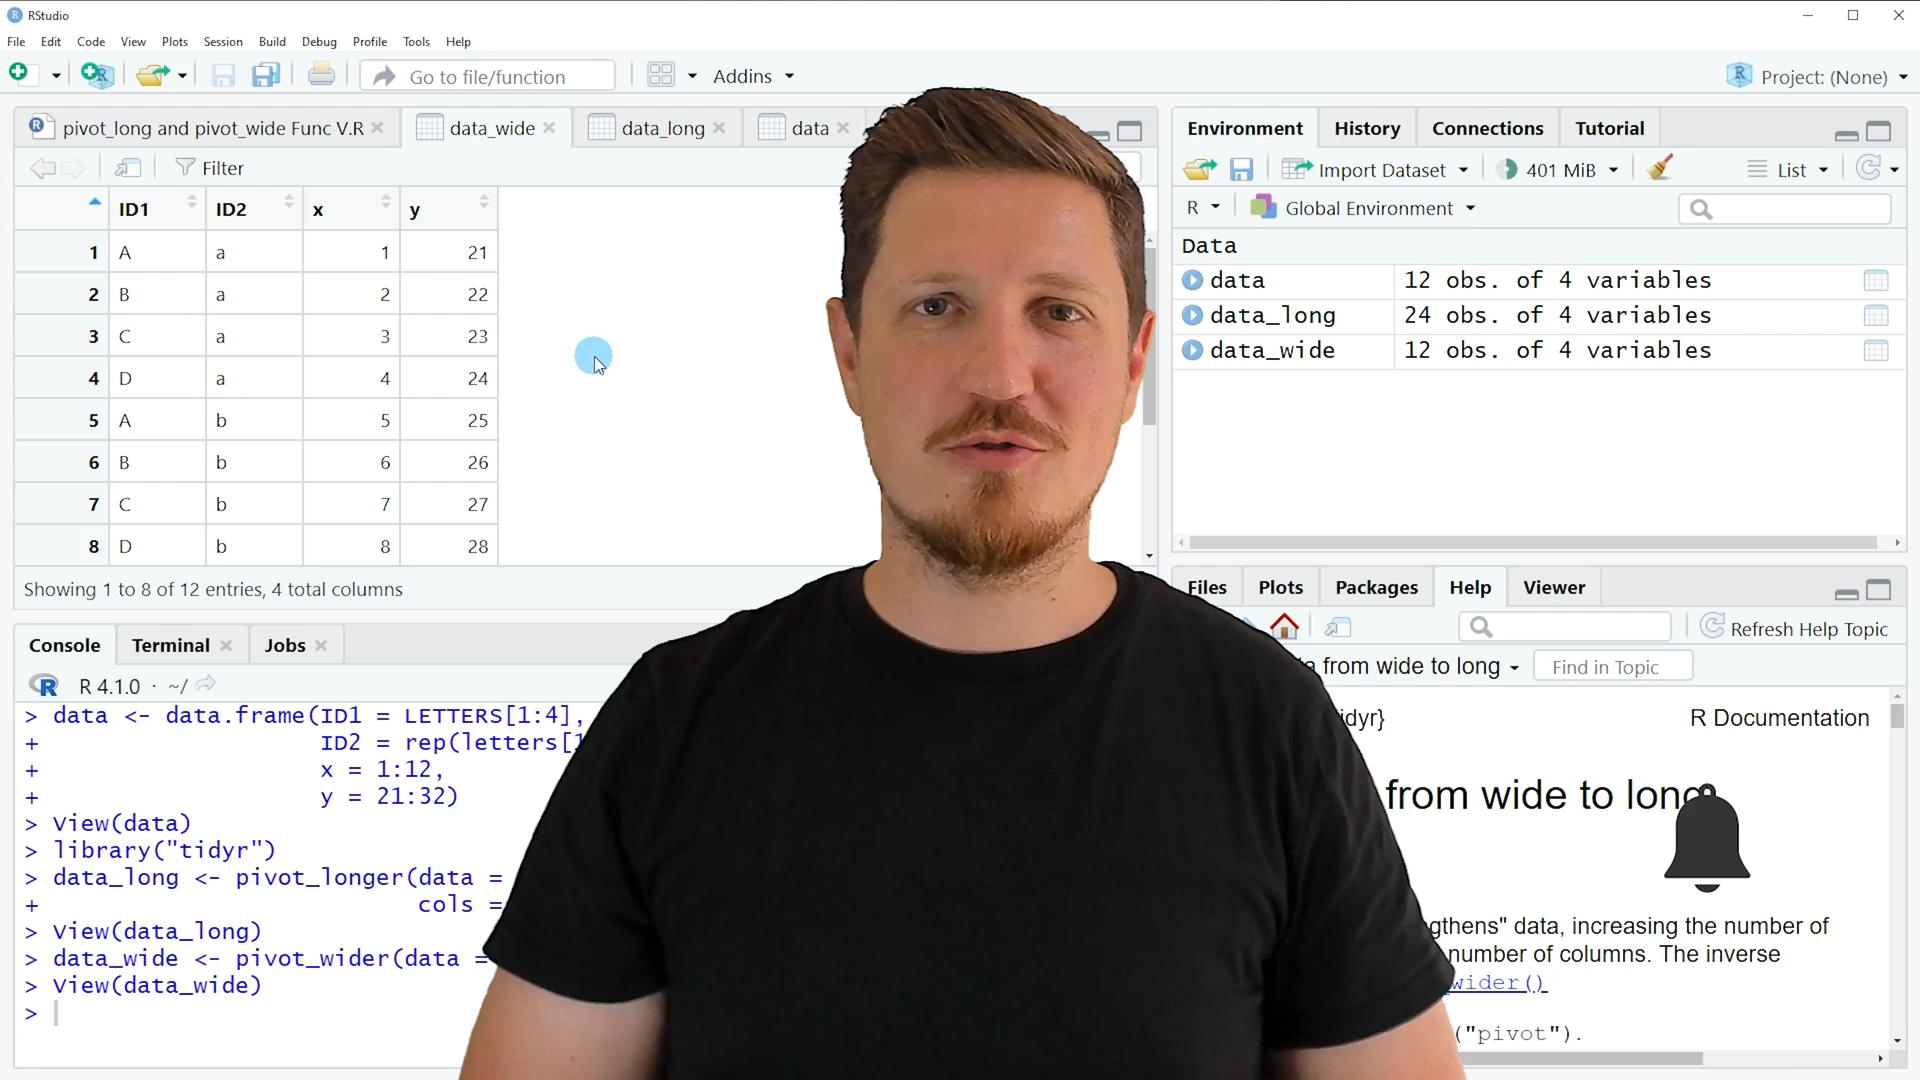 RStudio
File Edit Code View Plots Session Build Debug Profile Tools Help
Go to file/function Addins Project: (None)
pivot_long and pivot_wide Func V.R data_wide data_long data
Filter
ID1 ID2 x y
1 A a 1 21
2 B a 2 22
3 C a 3 23
4 D a 4 24
5 A b 5 25
6 B b 6 26
7 C b 7 27
8 D b 8 28
Showing 1 to 8 of 12 entries, 4 total columns
Console Terminal Jobs
R 4.1.0 · ~/
> data <- data.frame(ID1 = LETTERS[1:4],
+ ID2 = rep(letters[1
+ x = 1:12,
+ y = 21:32)
> View(data)
> library("tidyr")
> data_long <- pivot_longer(data =
+ cols =
> View(data_long)
> data_wide <- pivot_wider(data =
> View(data_wide)
>
Environment History Connections Tutorial
Import Dataset 401 MiB List
R Global Environment
Data
data 12 obs. of 4 variables
data_long 24 obs. of 4 variables
data_wide 12 obs. of 4 variables
Files Plots Packages Help Viewer
Refresh Help Topic
from wide to long Find in Topic
idyr} R Documentation
from wide to long
gthens" data, increasing the number of
number of columns. The inverse
wider()
("pivot").